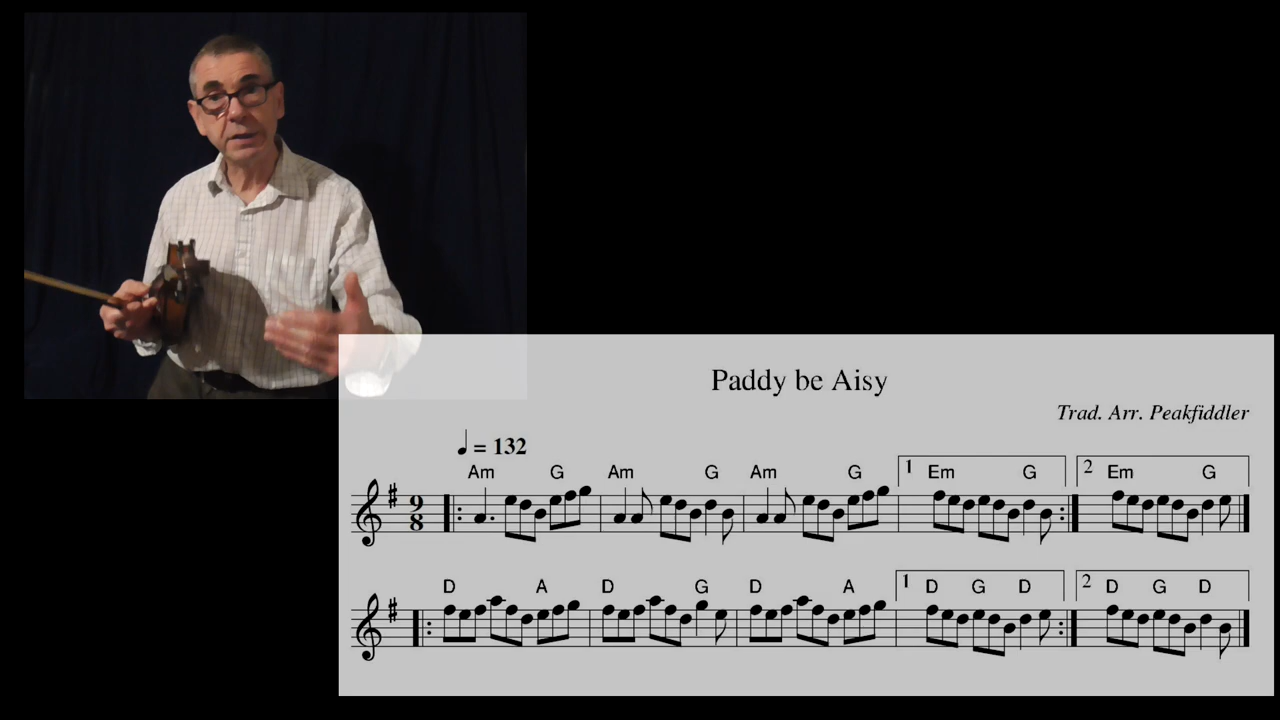 Paddy be Aisy
Trad. Arr. Peakfiddler
= 132
Am G Am G Am G 1 Em G 2 Em G
9
8
D A D G D A 1 D G D 2 D G D